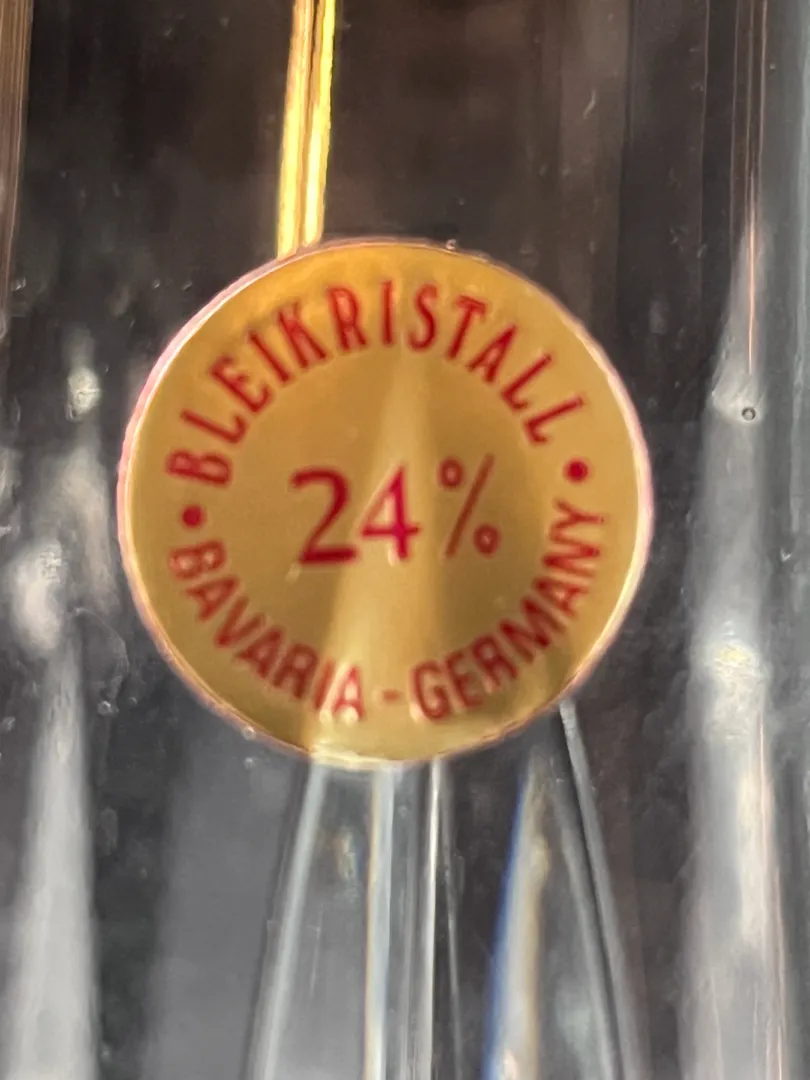 • BLEIKRISTALL •
24%
BAVARIA - GERMANY